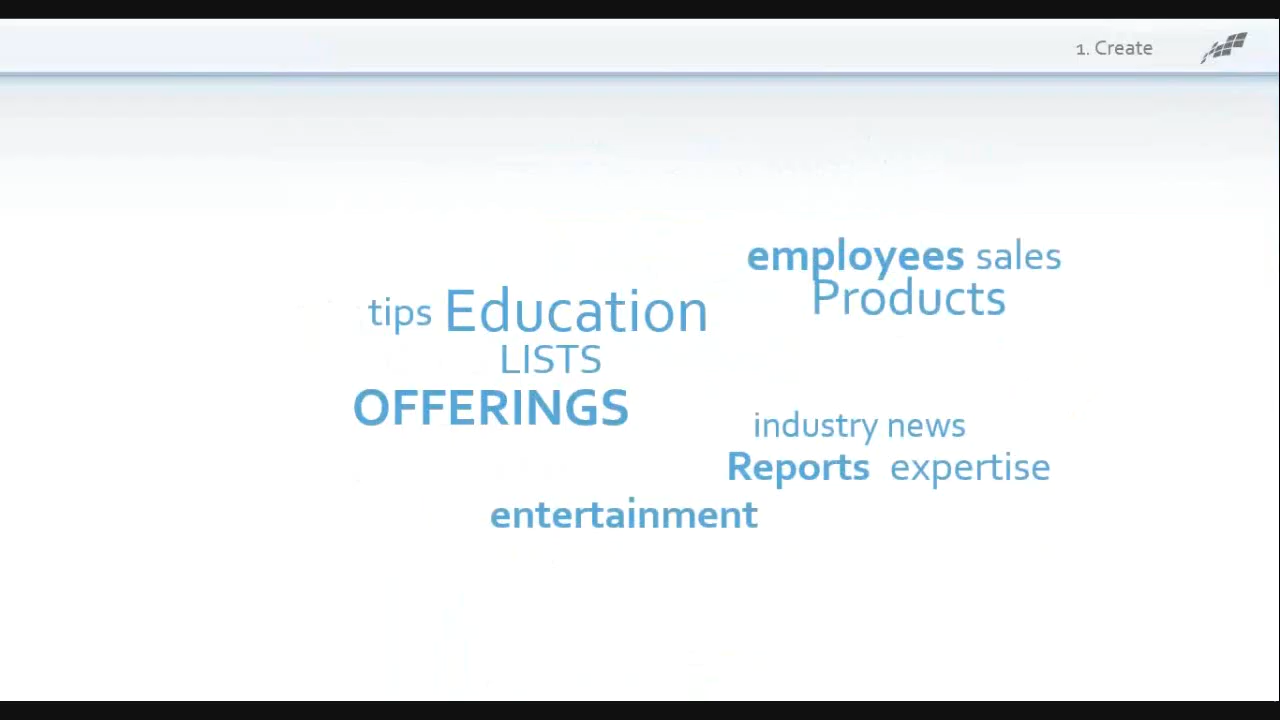 1. Create
employees sales
Products
tips Education
LISTS
OFFERINGS
industry news
Reports expertise
entertainment